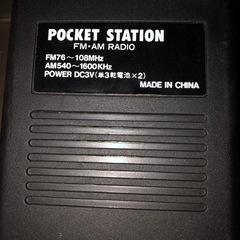 POCKET STATION
FM・AM RADIO
FM76〜108MHz
AM540〜1600KHz
POWER DC3V(単3乾電池×2)
MADE IN CHINA